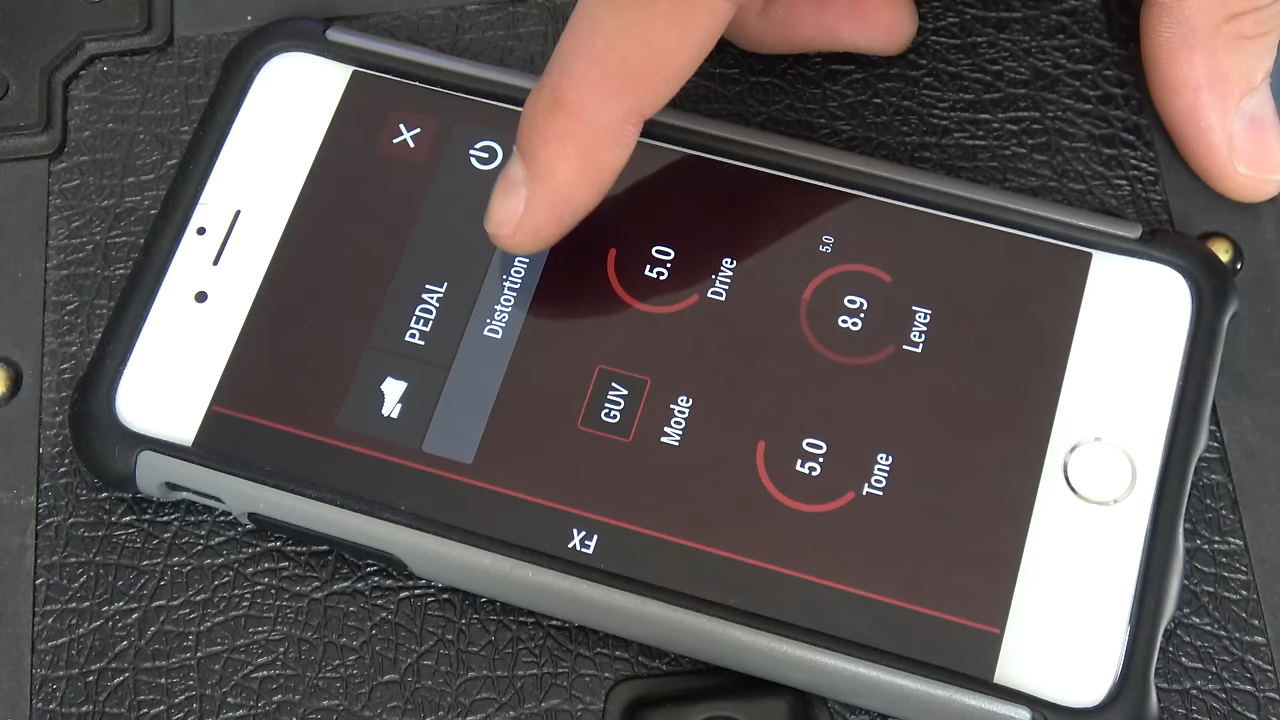 FX
PEDAL
X
Distortion
GUV
Mode
5.0
Drive
5.0
Tone
5.0
8.9
Level